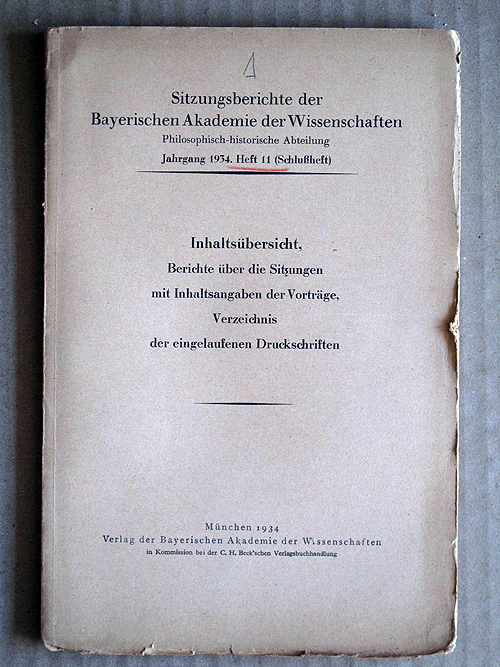 Sitzungsberichte der
Bayerischen Akademie der Wissenschaften
Philosophisch-historische Abteilung
Jahrgang 1934. Heft 11 (Schlußheft)
Inhaltsübersicht,
Berichte über die Sitzungen
mit Inhaltsangaben der Vorträge,
Verzeichnis
der eingelaufenen Druckschriften
München 1934
Verlag der Bayerischen Akademie der Wissenschaften
in Kommission bei der C. H. Beck'schen Verlagsbuchhandlung